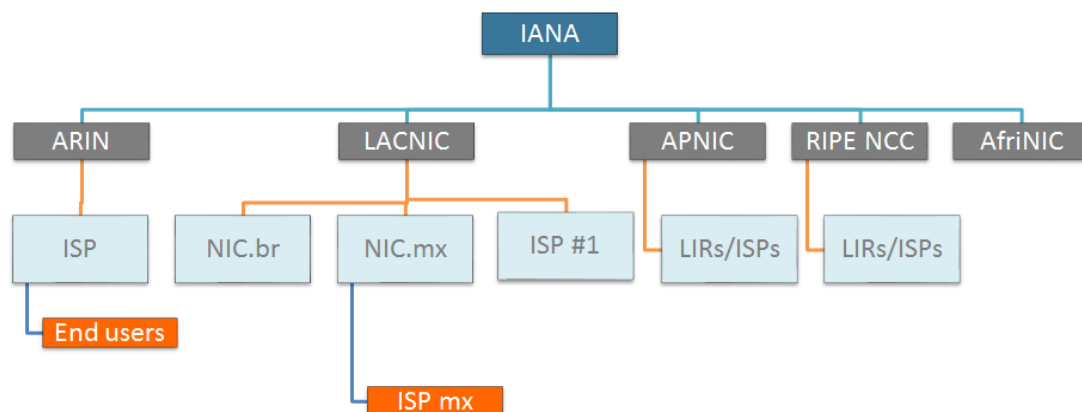 IANA
ARIN
LACNIC
APNIC
RIPE NCC
AfriNIC
ISP
NIC.br
NIC.mx
ISP #1
LIRs/ISPs
LIRs/ISPs
End users
ISP mx